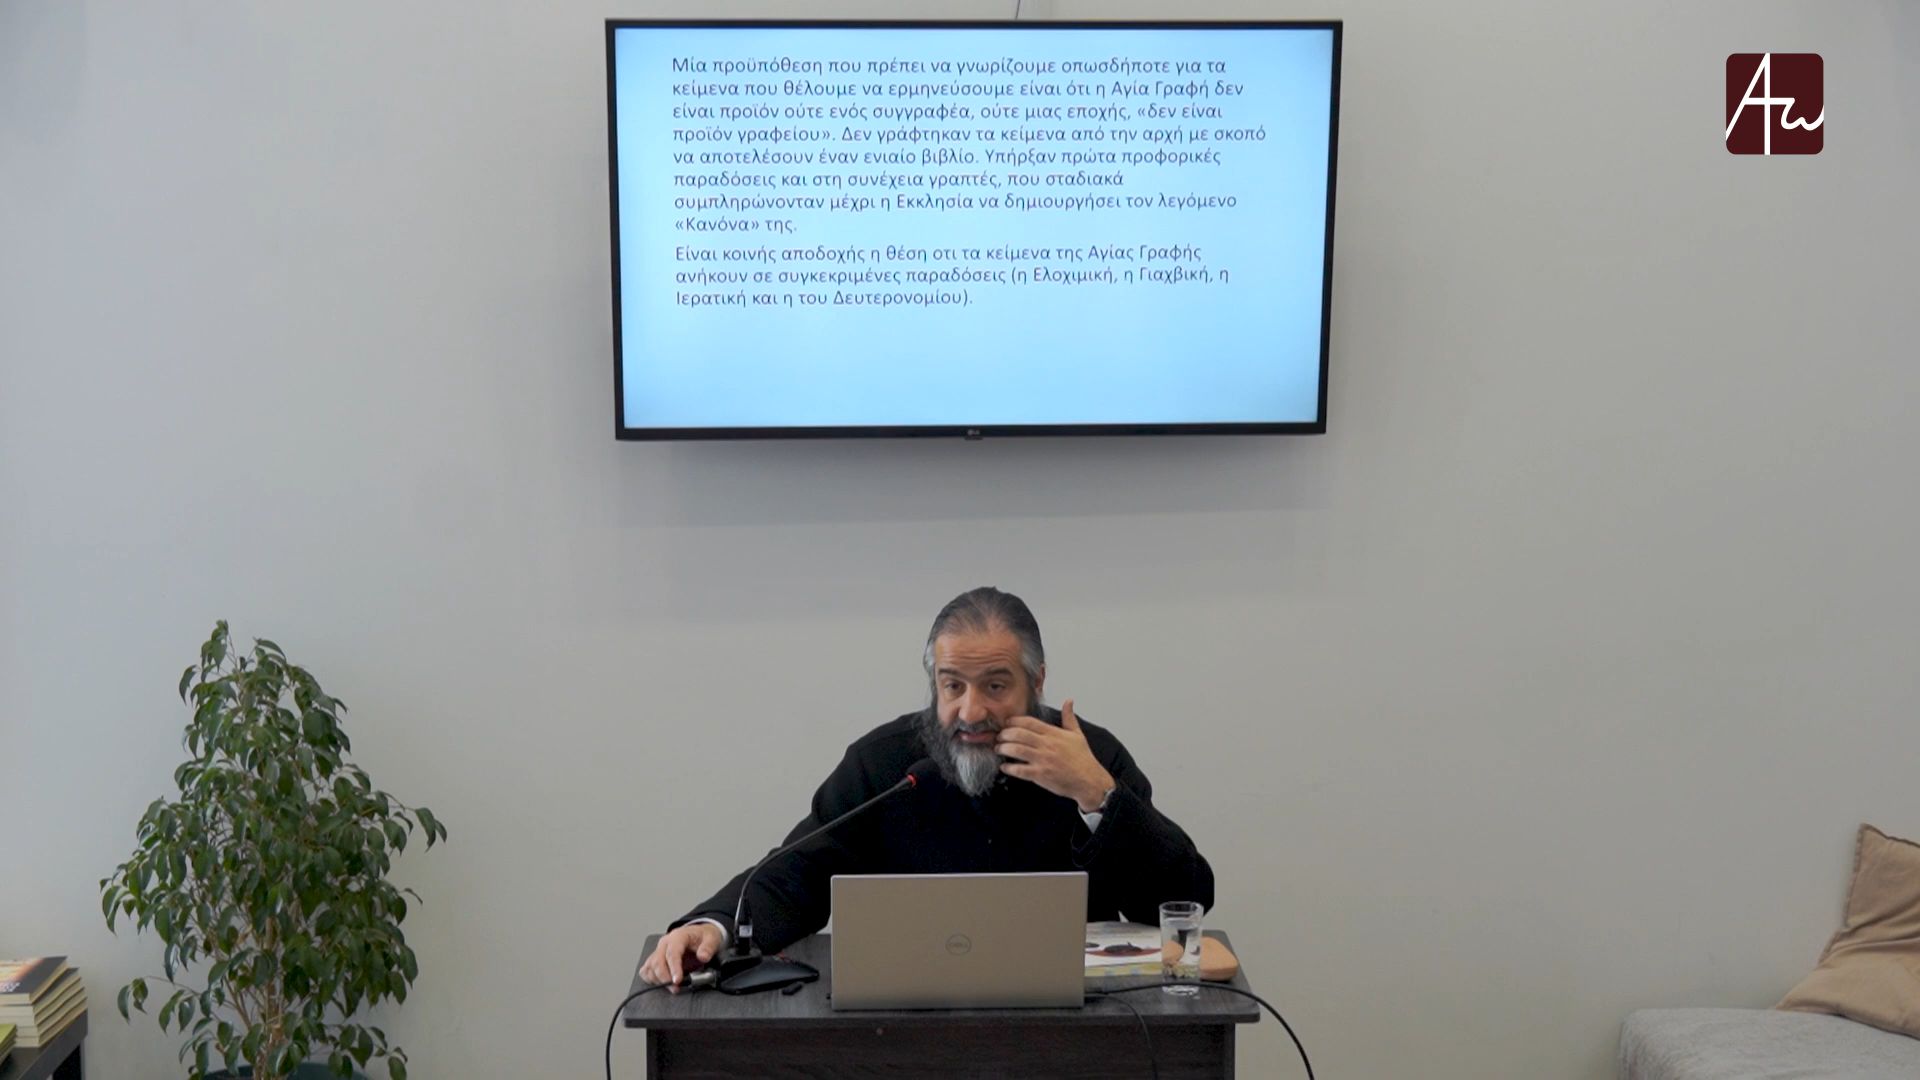 Μία προϋπόθεση που πρέπει να γνωρίζουμε οπωσδήποτε για τα
κείμενα που θέλουμε να ερμηνεύσουμε είναι ότι η Αγία Γραφή δεν
είναι προϊόν ούτε ενός συγγραφέα, ούτε μιας εποχής, «δεν είναι
προϊόν γραφείου». Δεν γράφτηκαν τα κείμενα από την αρχή με σκοπό
να αποτελέσουν έναν ενιαίο βιβλίο. Υπήρξαν πρώτα προφορικές
παραδόσεις και στη συνέχεια γραπτές, που σταδιακά
συμπληρώνονταν μέχρι η Εκκλησία να δημιουργήσει τον λεγόμενο
«Κανόνα» της.
Είναι κοινής αποδοχής η θέση οτι τα κείμενα της Αγίας Γραφής
ανήκουν σε συγκεκριμένες παραδόσεις (η Ελοχιμική, η Γιαχβική, η
Ιερατική και η του Δευτερονομίου).
LG
DELL
Αω